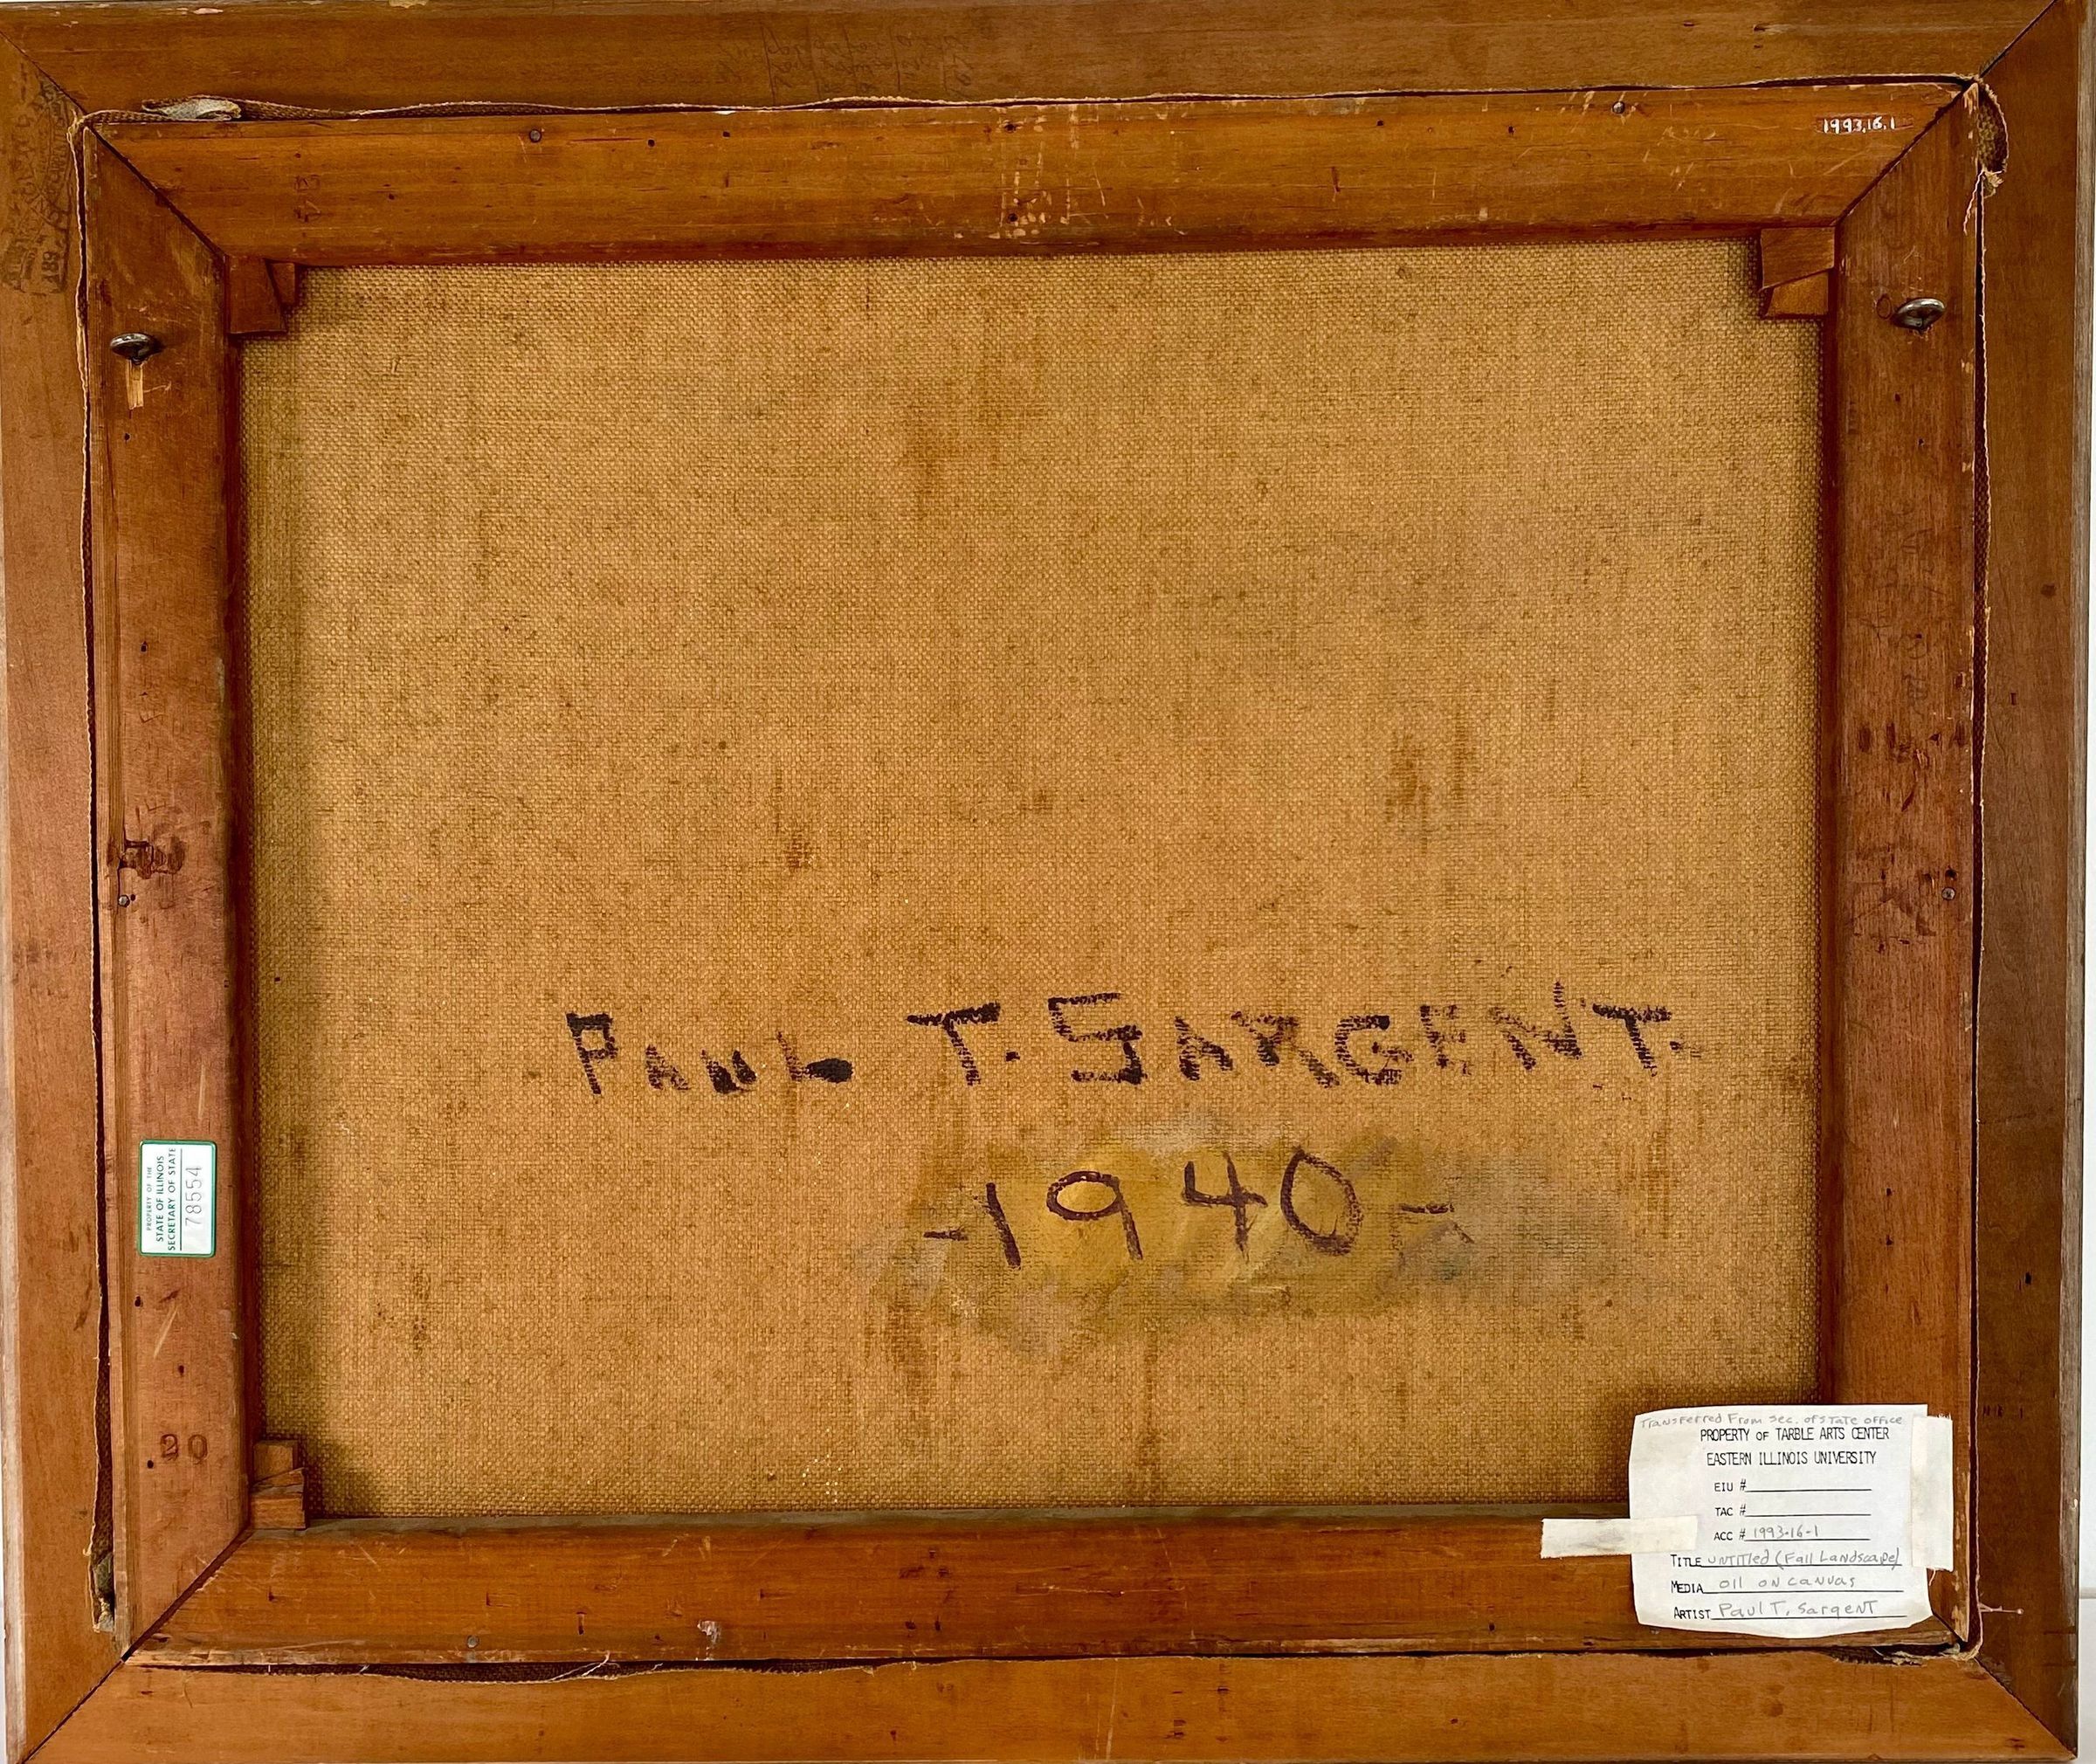 1993.16.1
PAUL T. SARGENT.
-1940-
PROPERTY OF THE
STATE OF ILLINOIS
SECRETARY OF STATE
78554
20
Transferred From Sec. of State office
PROPERTY OF TARBLE ARTS CENTER
EASTERN ILLINOIS UNIVERSITY
EIU #
TAC #
ACC # 1993-16-1
TITLE untitled (Fall Landscape)
MEDIA oil on canvas
ARTIST Paul T. Sargent